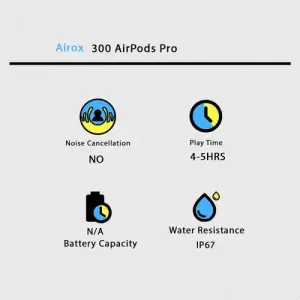 Airox 300 AirPods Pro
Noise Cancellation
NO
Play Time
4-5HRS
N/A
Battery Capacity
Water Resistance
IP67